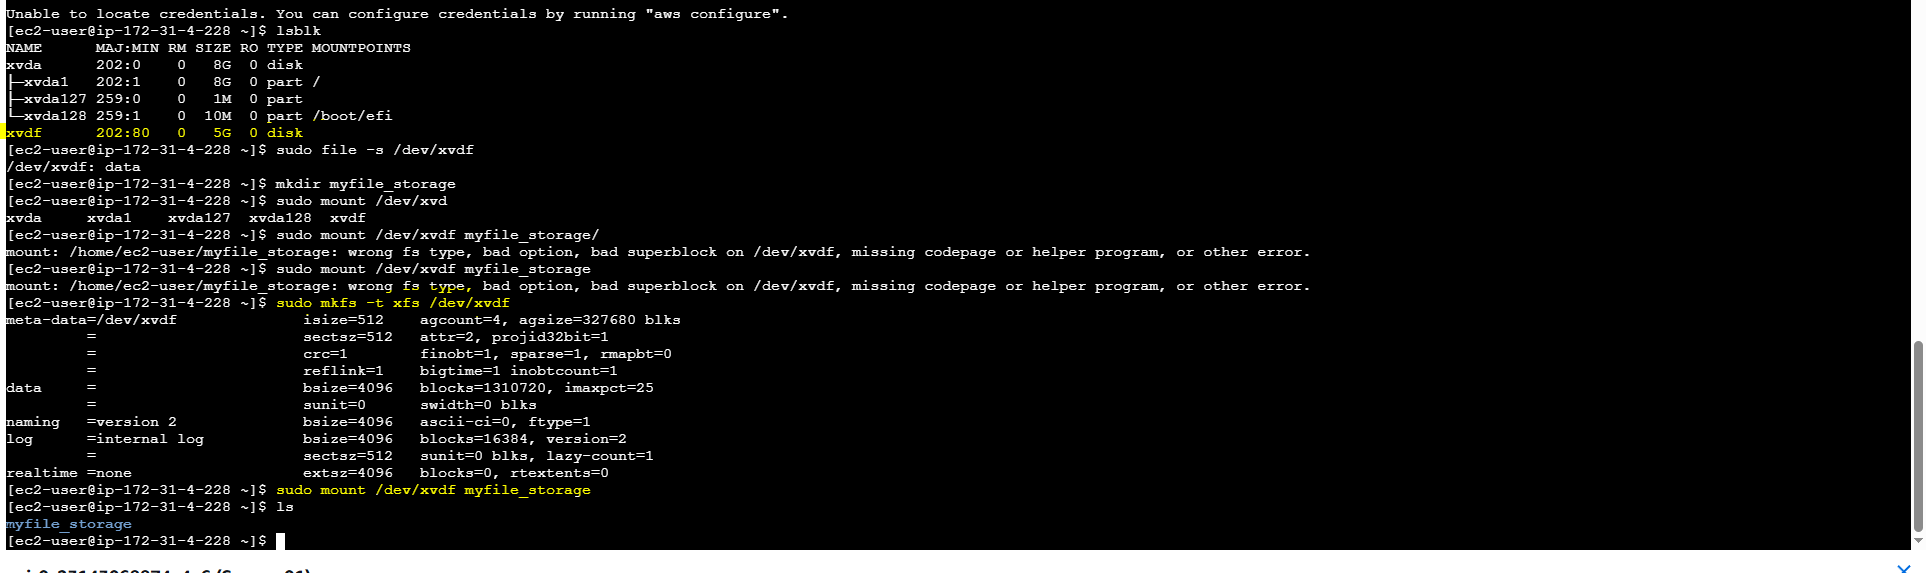 Unable to locate credentials. You can configure credentials by running "aws configure".
[ec2-user@ip-172-31-4-228 ~]$ lsblk
NAME      MAJ:MIN RM SIZE RO TYPE MOUNTPOINTS
xvda      202:0    0   8G  0 disk
├─xvda1   202:1    0   8G  0 part /
├─xvda127 259:0    0   1M  0 part
└─xvda128 259:1    0  10M  0 part /boot/efi
xvdf      202:80   0   5G  0 disk
[ec2-user@ip-172-31-4-228 ~]$ sudo file -s /dev/xvdf
/dev/xvdf: data
[ec2-user@ip-172-31-4-228 ~]$ mkdir myfile_storage
[ec2-user@ip-172-31-4-228 ~]$ sudo mount /dev/xvd
xvda     xvda1    xvda127  xvda128  xvdf
[ec2-user@ip-172-31-4-228 ~]$ sudo mount /dev/xvdf myfile_storage/
mount: /home/ec2-user/myfile_storage: wrong fs type, bad option, bad superblock on /dev/xvdf, missing codepage or helper program, or other error.
[ec2-user@ip-172-31-4-228 ~]$ sudo mount /dev/xvdf myfile_storage
mount: /home/ec2-user/myfile_storage: wrong fs type, bad option, bad superblock on /dev/xvdf, missing codepage or helper program, or other error.
[ec2-user@ip-172-31-4-228 ~]$ sudo mkfs -t xfs /dev/xvdf
meta-data=/dev/xvdf              isize=512    agcount=4, agsize=327680 blks
         =                       sectsz=512   attr=2, projid32bit=1
         =                       crc=1        finobt=1, sparse=1, rmapbt=0
         =                       reflink=1    bigtime=1 inobtcount=1
data     =                       bsize=4096   blocks=1310720, imaxpct=25
         =                       sunit=0      swidth=0 blks
naming   =version 2              bsize=4096   ascii-ci=0, ftype=1
log      =internal log           bsize=4096   blocks=16384, version=2
         =                       sectsz=512   sunit=0 blks, lazy-count=1
realtime =none                   extsz=4096   blocks=0, rtextents=0
[ec2-user@ip-172-31-4-228 ~]$ sudo mount /dev/xvdf myfile_storage
[ec2-user@ip-172-31-4-228 ~]$ ls
myfile_storage
[ec2-user@ip-172-31-4-228 ~]$